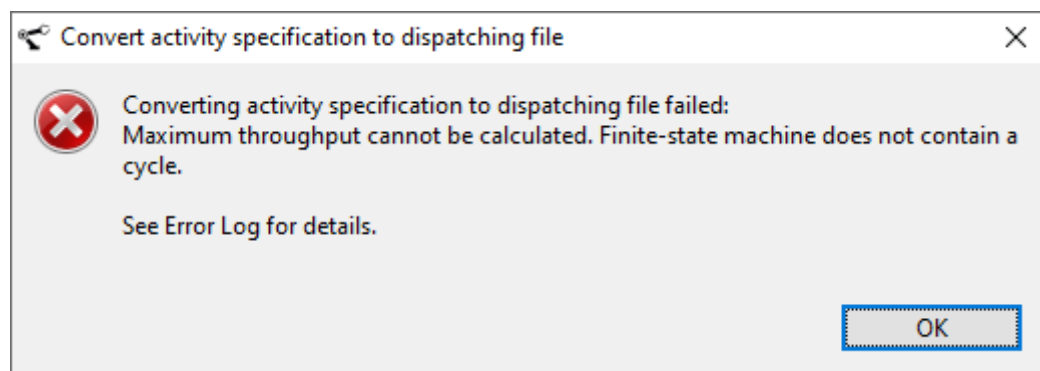 Convert activity specification to dispatching file
Converting activity specification to dispatching file failed:
Maximum throughput cannot be calculated. Finite-state machine does not contain a
cycle.
See Error Log for details.
OK